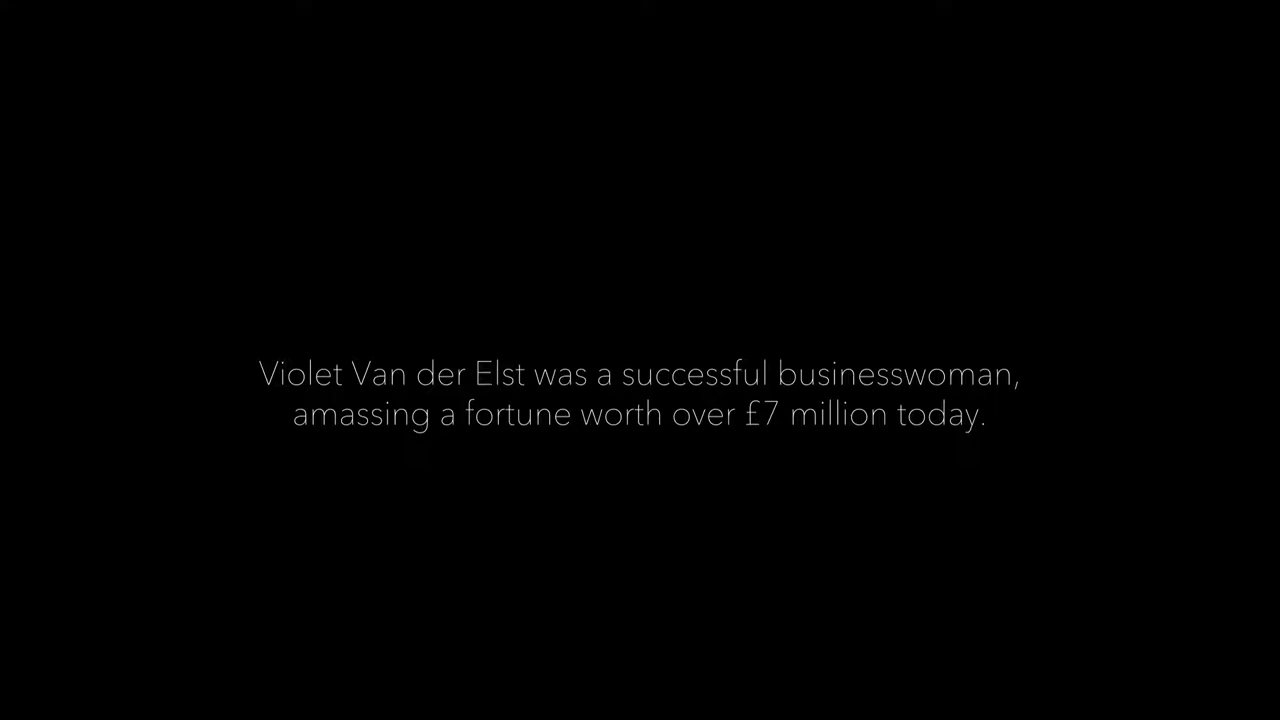 Violet Van der Elst was a successful businesswoman,
amassing a fortune worth over £7 million today.